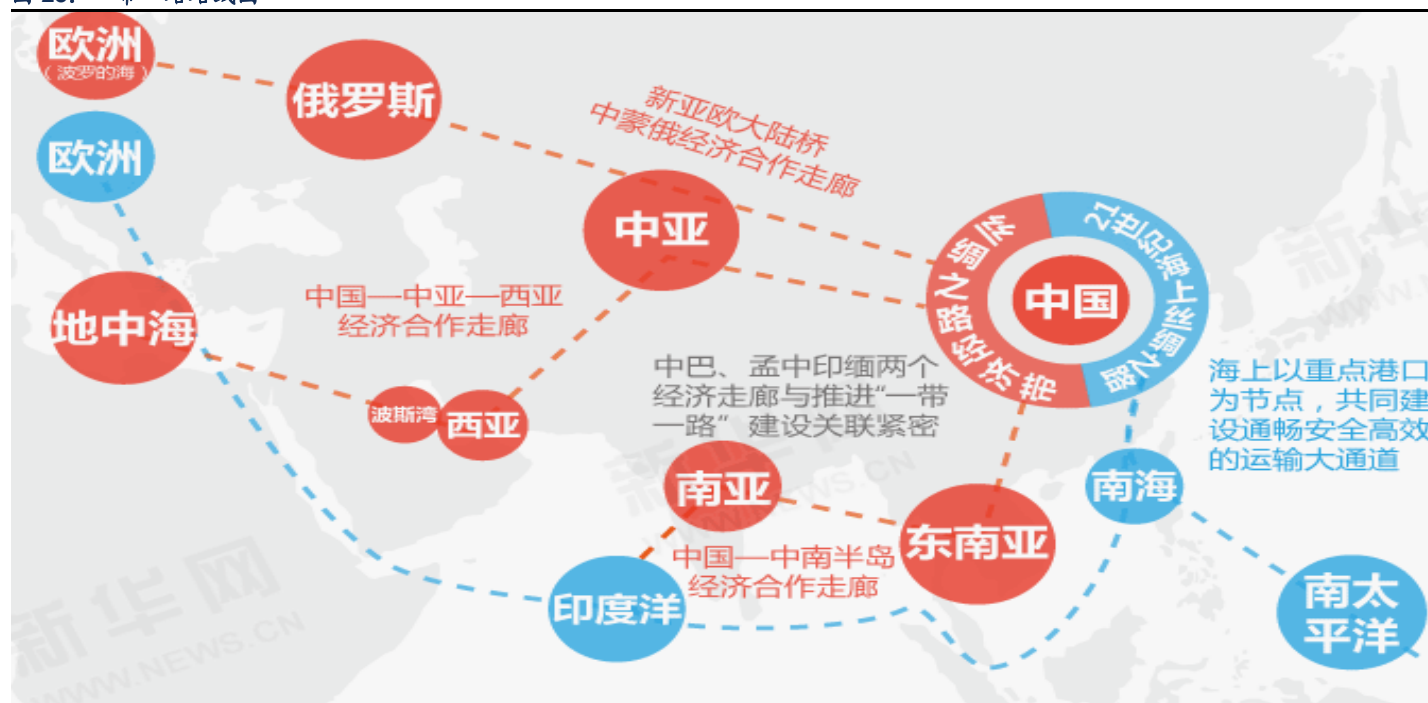 欧洲
（波罗的海）
俄罗斯
新亚欧大陆桥
中蒙俄经济合作走廊
欧洲
中亚
丝绸之路经济带
21世纪海上丝绸之路
中国
地中海
中国—中亚—西亚
经济合作走廊
波斯湾
西亚
中巴、孟中印缅两个
经济走廊与推进“一带
一路”建设关联紧密
海上以重点港口
为节点，共同建
设通畅安全高效
的运输大通道
南亚
南海
东南亚
中国—中南半岛
经济合作走廊
印度洋
南太
平洋
新华网
WWW.NEWS.CN